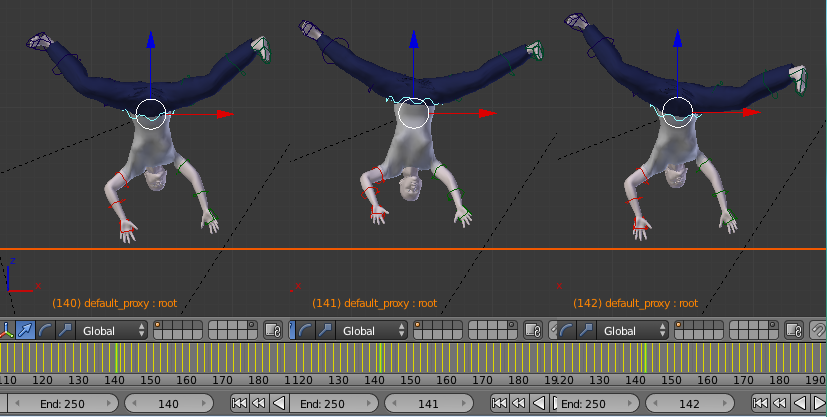 z
x
(140) default_proxy : root
(141) default_proxy : root
(142) default_proxy : root
Global
Global
Global
110 120 130 140 150 160 170 180 1120 130 140 150 160 170 180 1920 130 140 150 160 170 180 190
End: 250
140
End: 250
141
End: 250
142